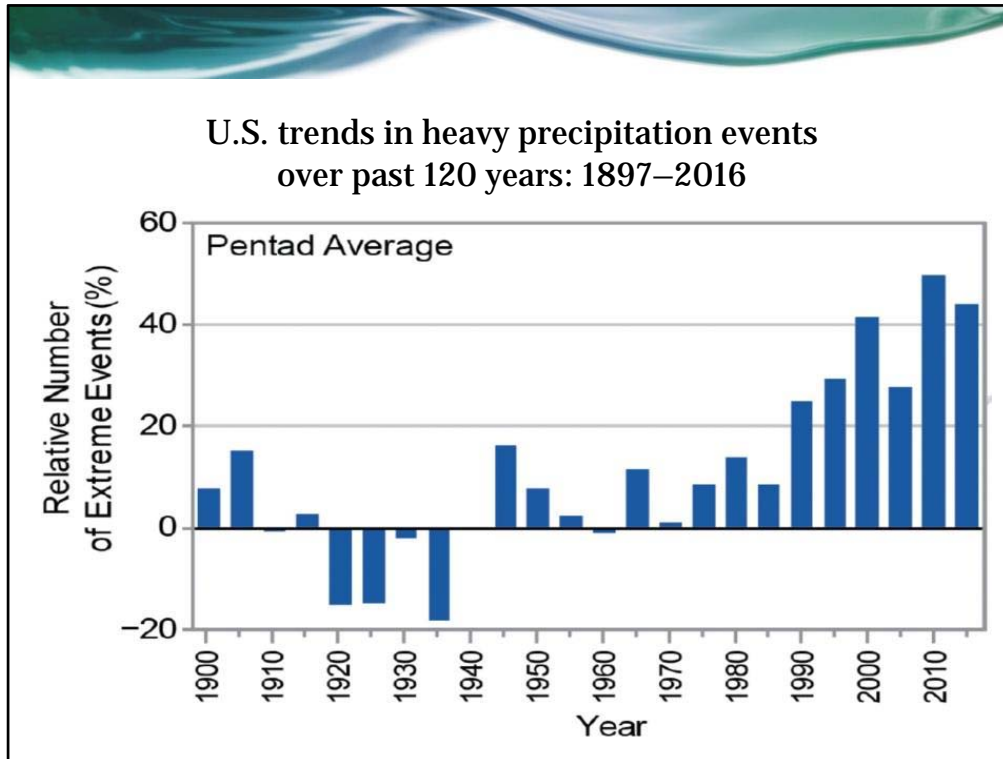 U.S. trends in heavy precipitation events
over past 120 years: 1897–2016
Pentad Average
Relative Number
of Extreme Events (%)
60
40
20
0
−20
1900
1910
1920
1930
1940
1950
1960
1970
1980
1990
2000
2010
Year